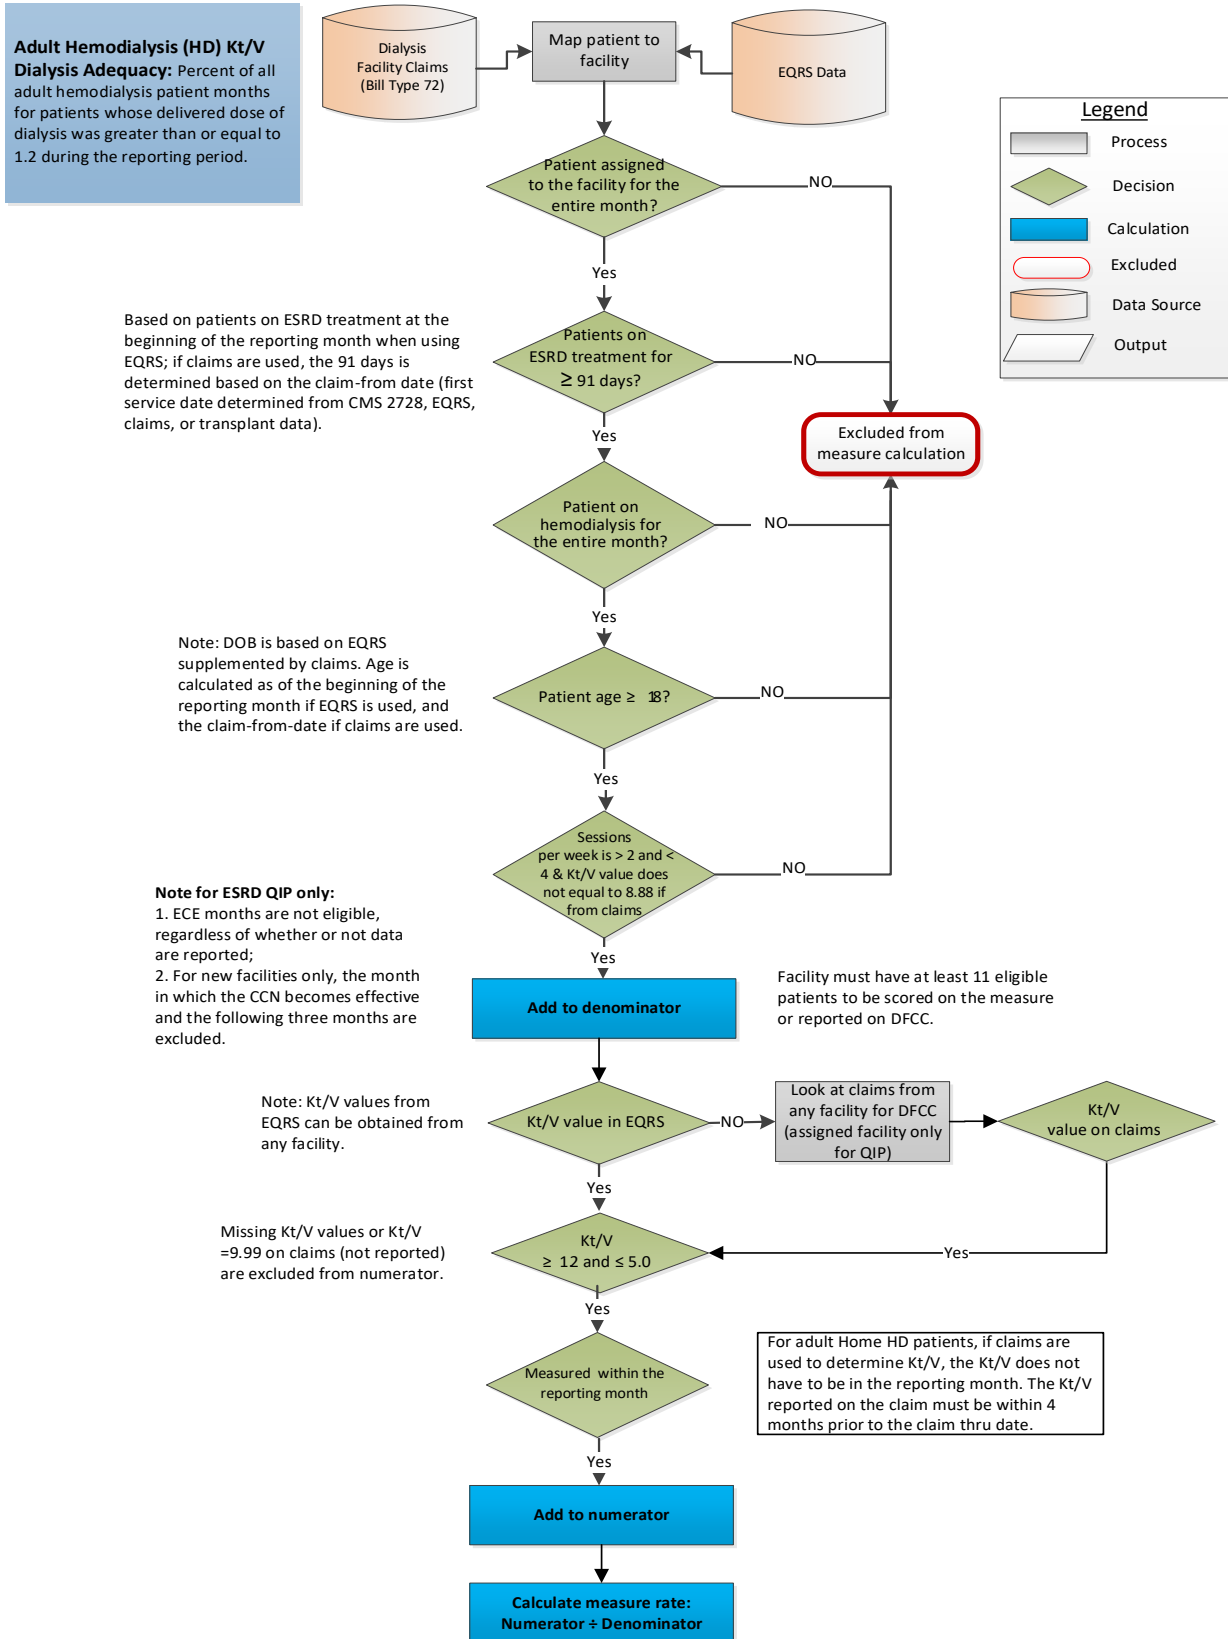 Adult Hemodialysis (HD) Kt/V
Dialysis Adequacy: Percent of all
adult hemodialysis patient months
for patients whose delivered dose of
dialysis was greater than or equal to
1.2 during the reporting period.
Dialysis
Facility Claims
(Bill Type 72)
Map patient to
facility
EQRS Data
Legend
Process
Decision
Calculation
Excluded
Data Source
Output
Patient assigned
to the facility for the
entire month?
NO
Yes
Based on patients on ESRD treatment at the
beginning of the reporting month when using
EQRS; if claims are used, the 91 days is
determined based on the claim-from date (first
service date determined from CMS 2728, EQRS,
claims, or transplant data).
Patients on
ESRD treatment for
≥ 91 days?
NO
Yes
Excluded from
measure calculation
Patient on
hemodialysis for
the entire month?
NO
Yes
Note: DOB is based on EQRS
supplemented by claims. Age is
calculated as of the beginning of the
reporting month if EQRS is used, and
the claim-from-date if claims are used.
Patient age ≥ 18?
NO
Yes
Sessions
per week is > 2 and <
4 & Kt/V value does
not equal to 8.88 if
from claims
NO
Yes
Note for ESRD QIP only:
1. ECE months are not eligible,
regardless of whether or not data
are reported;
2. For new facilities only, the month
in which the CCN becomes effective
and the following three months are
excluded.
Add to denominator
Facility must have at least 11 eligible
patients to be scored on the measure
or reported on DFCC.
Note: Kt/V values from
EQRS can be obtained from
any facility.
Kt/V value in EQRS
NO
Look at claims from
any facility for DFCC
(assigned facility only
for QIP)
Kt/V
value on claims
Yes
Yes
Missing Kt/V values or Kt/V
=9.99 on claims (not reported)
are excluded from numerator.
Kt/V
≥ 12 and ≤ 5.0
Yes
Measured within the
reporting month
For adult Home HD patients, if claims are
used to determine Kt/V, the Kt/V does not
have to be in the reporting month. The Kt/V
reported on the claim must be within 4
months prior to the claim thru date.
Yes
Add to numerator
Calculate measure rate:
Numerator ÷ Denominator